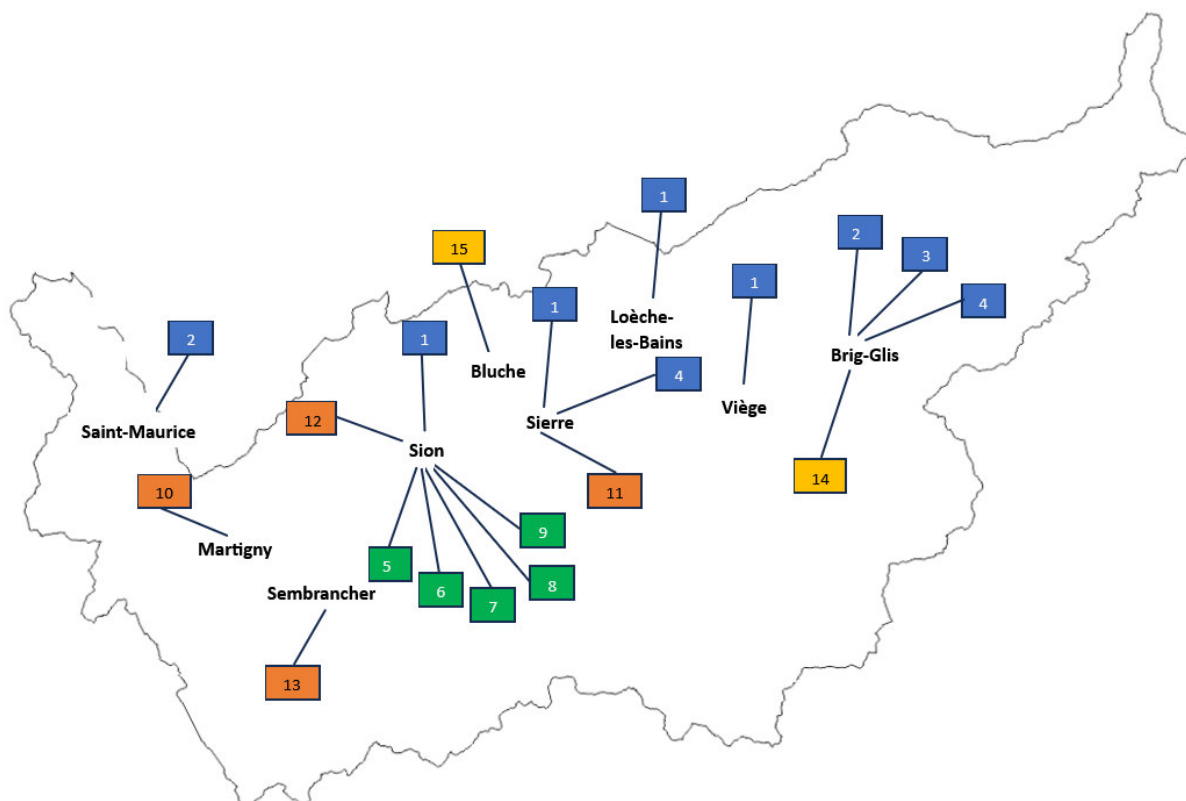 1
2
15
3
1
1
4
Loèche-
les-Bains
2
1
Brig-Glis
Bluche
4
Viège
12
Sierre
Saint-Maurice
Sion
14
10
11
9
Martigny
5
8
6
Sembrancher
7
13